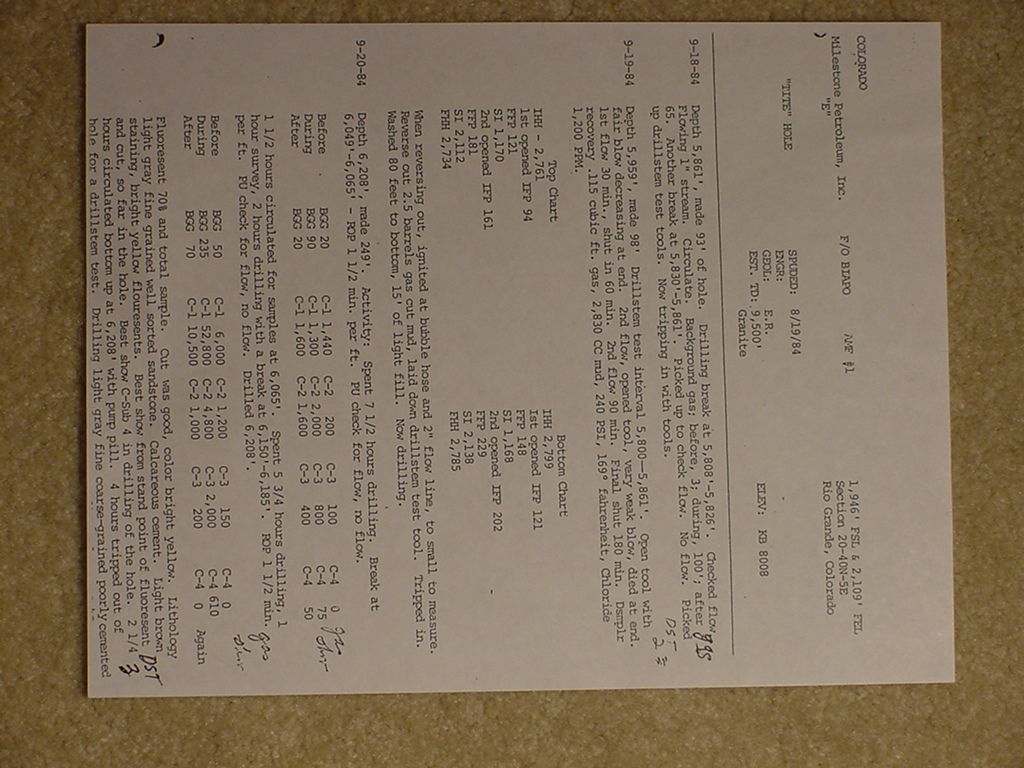 COLORADO
Milestone Petroleum, Inc. F/O BIAPO AMF #1 1,946' FSL & 2,109' FEL
"E" Section 20-40N-5E
Rio Grande, Colorado
SPUDED: 8/19/84
"TITE" HOLE ENGR:
GEOL: E.R. ELEV: KB 8008
EST. TD: 9,500'
Granite
9-18-84 Depth 5,861', made 93' of hole. Drilling break at 5,808'-5,826'. Checked flow gas
Flowing 1" stream. Circulate. Background gas; before, 3; during, 100'; after DST
65. Another break at 5,830'-5,861'. Picked up to check flow. No flow. Picked 2
up drillstem test tools. Now tripping in with tools.
9-19-84 Depth 5,959', made 98' Drillstem test interval 5,800--5,861'. Open tool with
fair blow decreasing at end. 2nd flow, opened tool, very weak blow, died at end.
1st flow 30 min., shut in 60 min. 2nd flow 90 min. Final shut 180 min. Dsmplr
recovery .115 cubic ft. gas, 2,830 CC mud, 240 PSI, 169° fahrenheit, Chloride
1,200 PPM.
Top Chart Bottom Chart
IHH - 2,761 IHH 2,799
1st opened IFP 94 1st opened IFP 121
FFP 121 FFP 148
SI 1,170 SI 1,168
2nd opened IFP 161 2nd opened IFP 202
FFP 181 FFP 229
SI 2,112 SI 2,138
FHH 2,734 FHH 2,785
When reversing out, ignited at bubble hose and 2" flow line, to small to measure.
Reverse out 2.5 barrels gas cut mud, laid down drillstem test tool. Tripped in.
Washed 80 feet to bottom, 15' of light fill. Now drilling.
9-20-84 Depth 6,208', made 249'. Activity: Spent 7 1/2 hours drilling. Break at
6,049'-6,065' - ROP 1 1/2 min. per ft. PU check for flow, no flow.
Before BGG 20 C-1 1,440 C-2 200 C-3 100 C-4 0 gas
During BGG 90 C-1 1,300 C-2 2,000 C-3 800 C-4 75 show
After BGG 20 C-1 1,600 C-2 1,600 C-3 400 C-4 50
1 1/2 hours circulated for samples at 6,065'. Spent 5 3/4 hours drilling, 1
hour survey, 2 hours drilling with a break at 6,150'-6,185'. ROP 1 1/2 min. gas
per ft. PU check for flow, no flow. Drilled 6,208'. show
Before BGG 50 C-1 6,000 C-2 1,200 C-3 150 C-4 0
During BGG 235 C-1 52,800 C-2 4,800 C-3 2,000 C-4 610
After BGG 70 C-1 10,500 C-2 1,000 C-3 200 C-4 0 Again
Fluoresent 70% and total sample. Cut was good, color bright yellow. Lithology
light gray fine grained well sorted sandstone. Calcareous cement. Light brown
staining, bright yellow flouresents. Best show from stand point of fluoresent DST
and cut, so far in the hole. Best show C-Sub 4 in drilling of the hole. 2 1/4 3
hours circulated bottom up at 6,208' with pump pill. 4 hours tripped out of
hole for a drillstem test. Drilling light gray fine coarse-grained poorly cemented